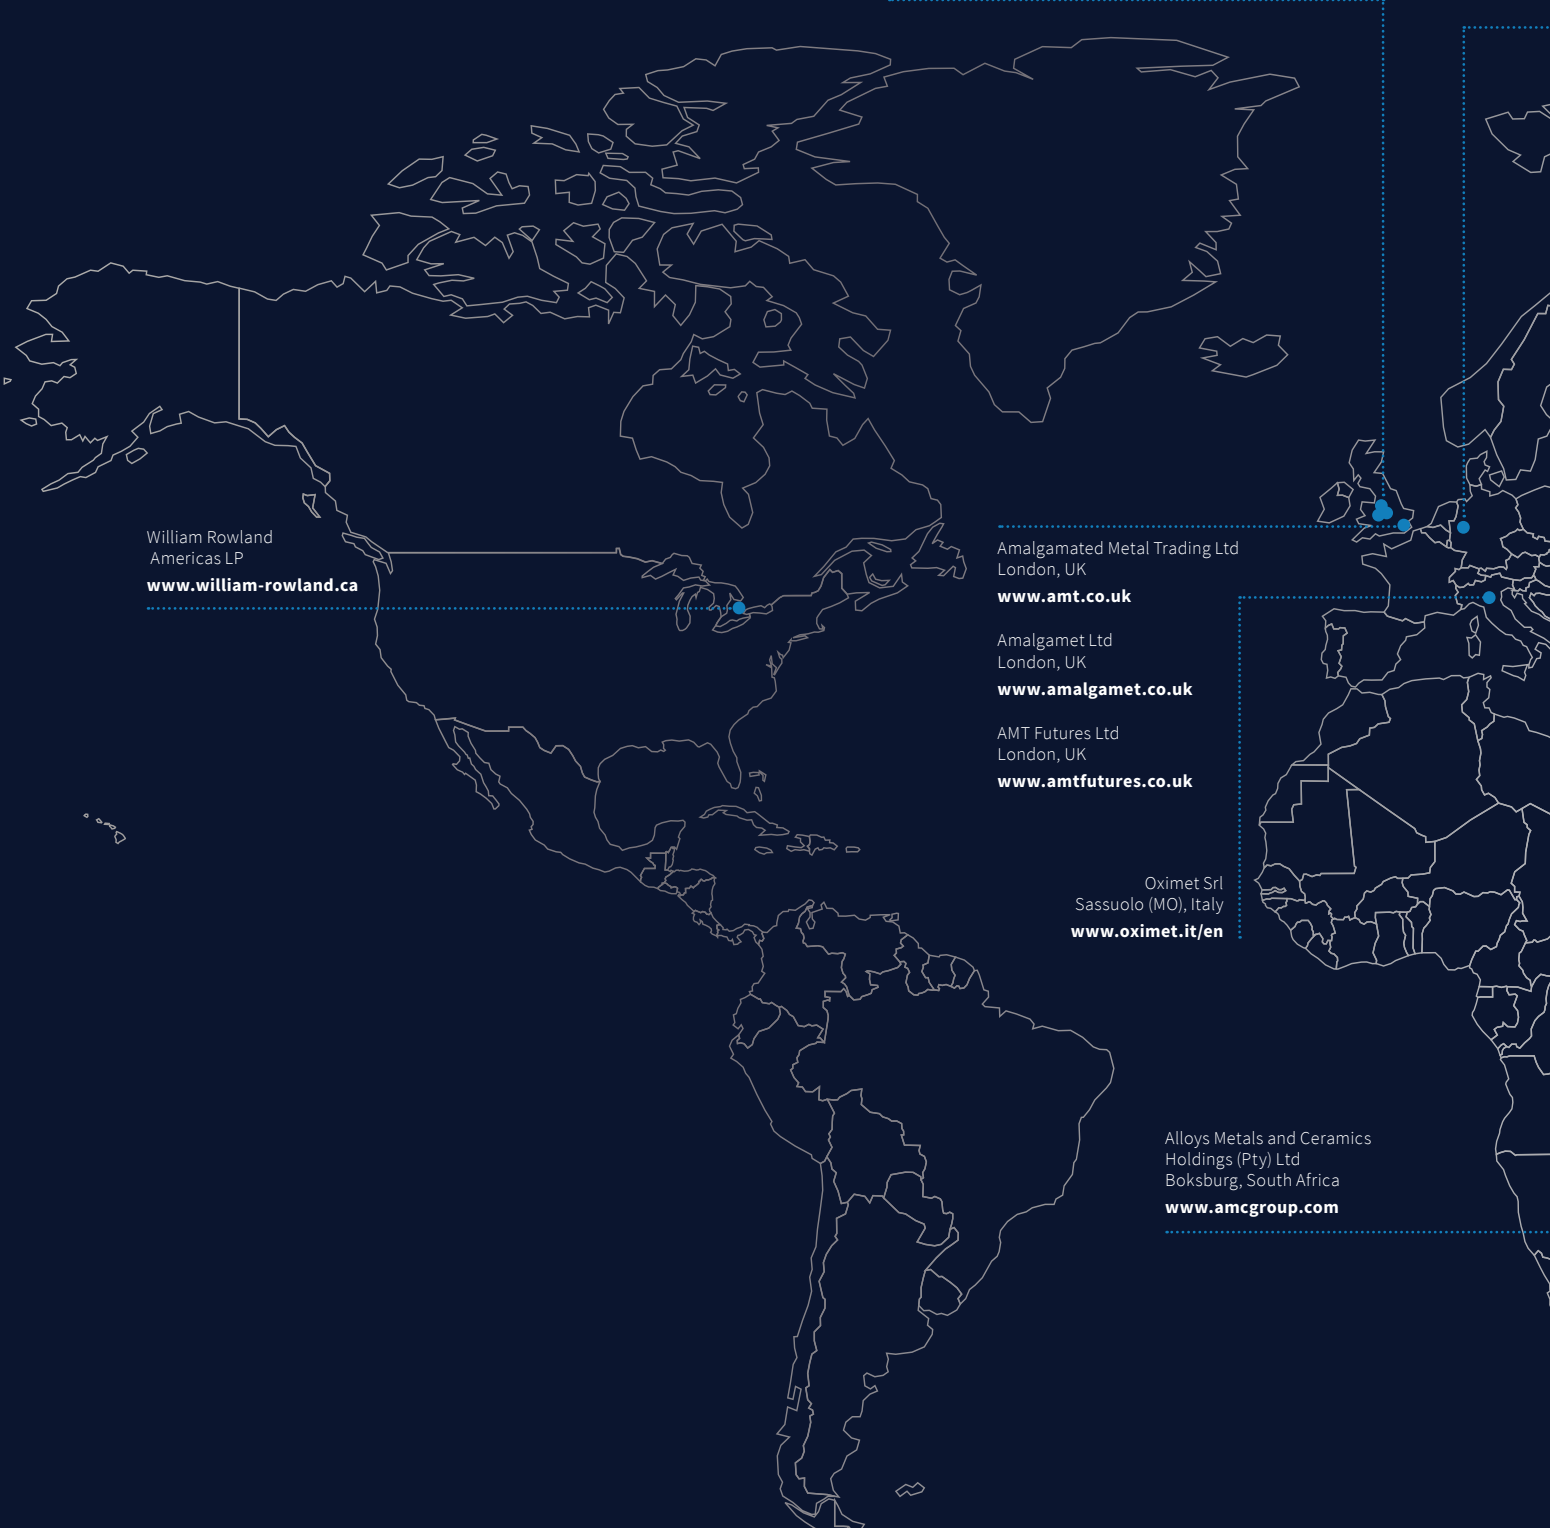 William Rowland
Americas LP
www.william-rowland.ca
Amalgamated Metal Trading Ltd
London, UK
www.amt.co.uk
Amalgamet Ltd
London, UK
www.amalgamet.co.uk
AMT Futures Ltd
London, UK
www.amtfutures.co.uk
Oximet Srl
Sassuolo (MO), Italy
www.oximet.it/en
Alloys Metals and Ceramics
Holdings (Pty) Ltd
Boksburg, South Africa
www.amcgroup.com